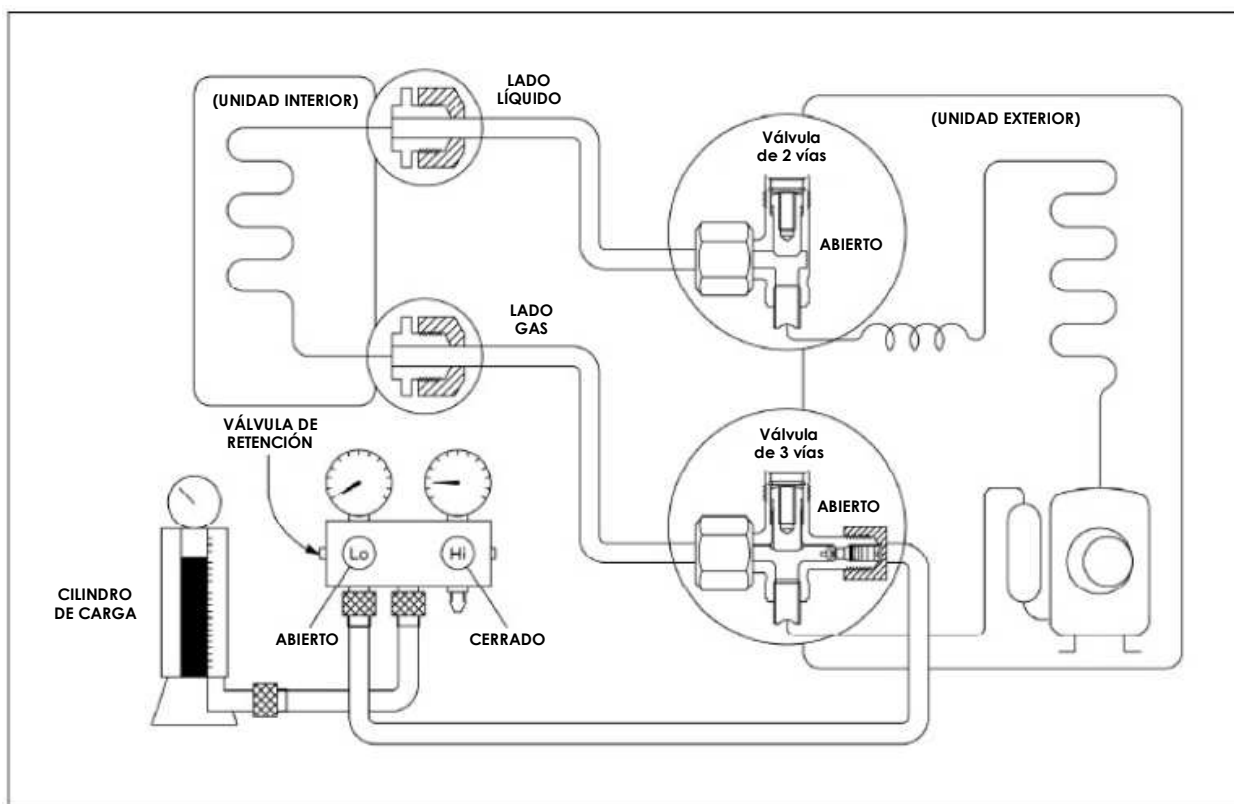 LADO
LÍQUIDO
(UNIDAD INTERIOR)
(UNIDAD EXTERIOR)
Válvula
de 2 vías
ABIERTO
LADO
GAS
VÁLVULA DE
RETENCIÓN
Válvula
de 3 vías
ABIERTO
Lo
Hi
CILINDRO
DE CARGA
ABIERTO
CERRADO